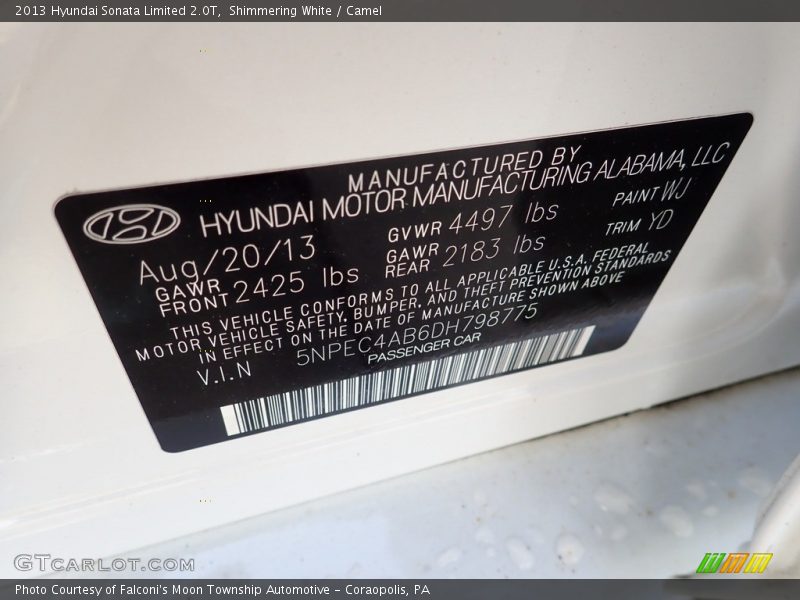 2013 Hyundai Sonata Limited 2.0T, Shimmering White / Camel
MANUFACTURED BY
HYUNDAI MOTOR MANUFACTURING ALABAMA, LLC
Aug/20/13 GVWR 4497 lbs PAINT WJ
GAWR FRONT 2425 lbs GAWR REAR 2183 lbs TRIM YD
THIS VEHICLE CONFORMS TO ALL APPLICABLE U.S.A. FEDERAL
MOTOR VEHICLE SAFETY, BUMPER, AND THEFT PREVENTION STANDARDS
IN EFFECT ON THE DATE OF MANUFACTURE SHOWN ABOVE
V.I.N 5NPEC4AB6DH798775
PASSENGER CAR
GTCARLOT.COM
Photo Courtesy of Falconi's Moon Township Automotive – Coraopolis, PA